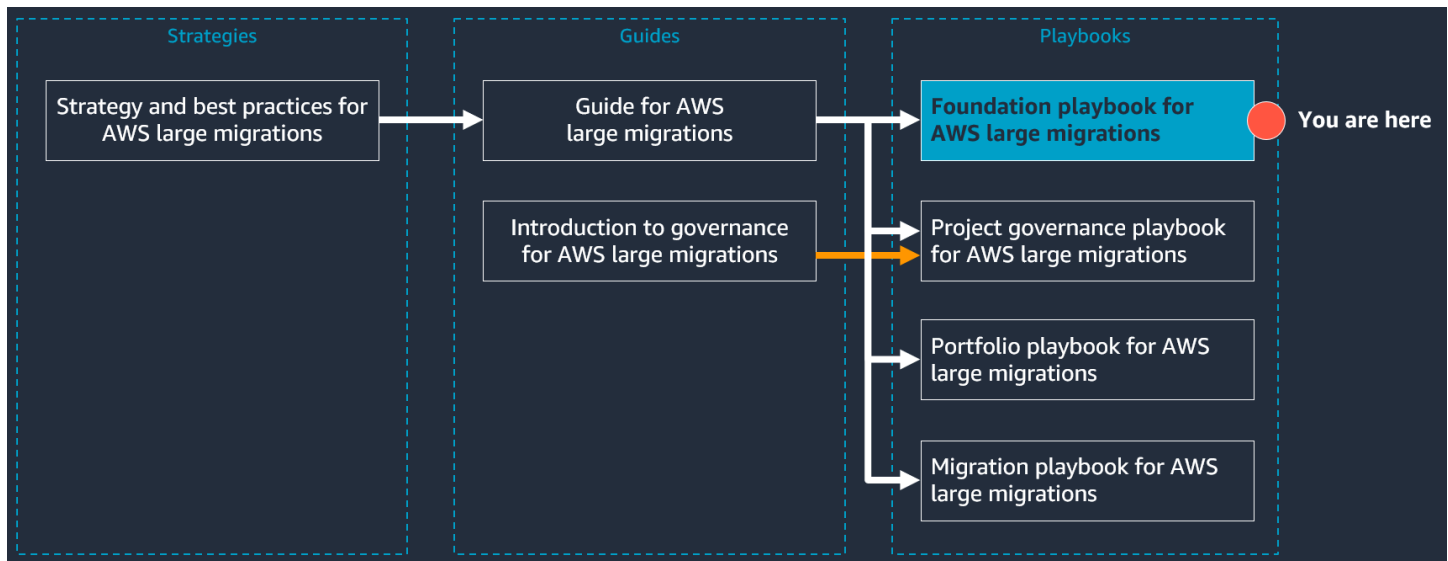 Strategies
Strategy and best practices for
AWS large migrations
Guides
Guide for AWS
large migrations
Introduction to governance
for AWS large migrations
Playbooks
Foundation playbook for
AWS large migrations
You are here
Project governance playbook
for AWS large migrations
Portfolio playbook for AWS
large migrations
Migration playbook for AWS
large migrations